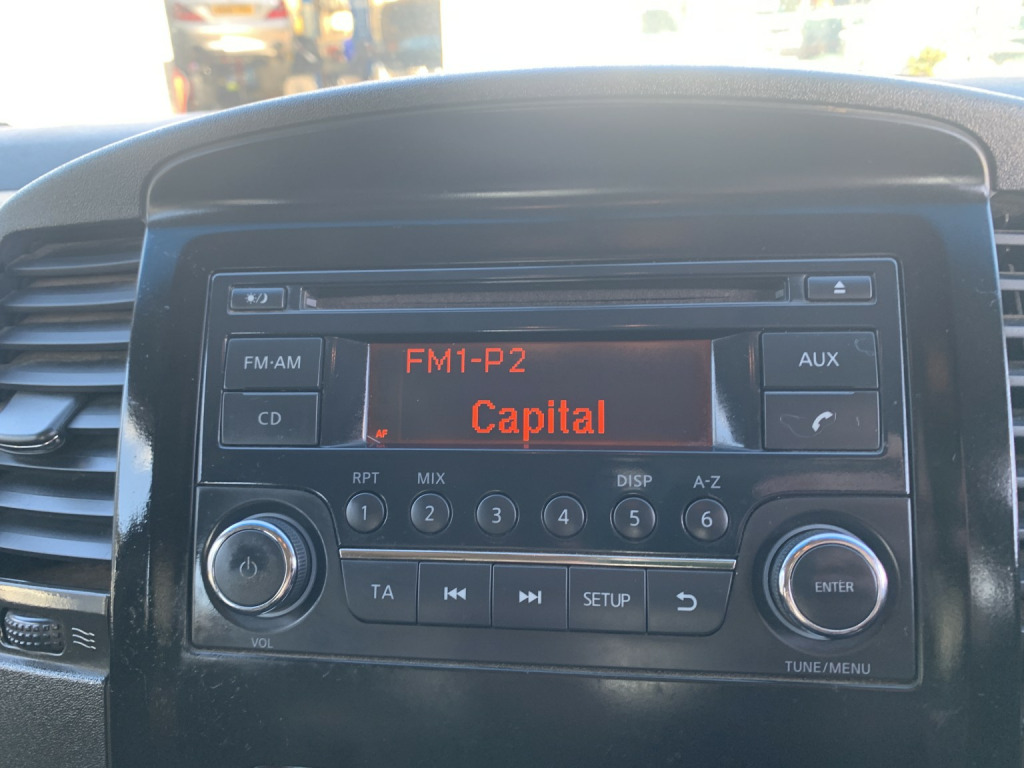 FM·AM
FM1-P2
AUX
CD
Capital
AF
RPT MIX DISP A-Z
1 2 3 4 5 6
TA SETUP ENTER
VOL
TUNE/MENU